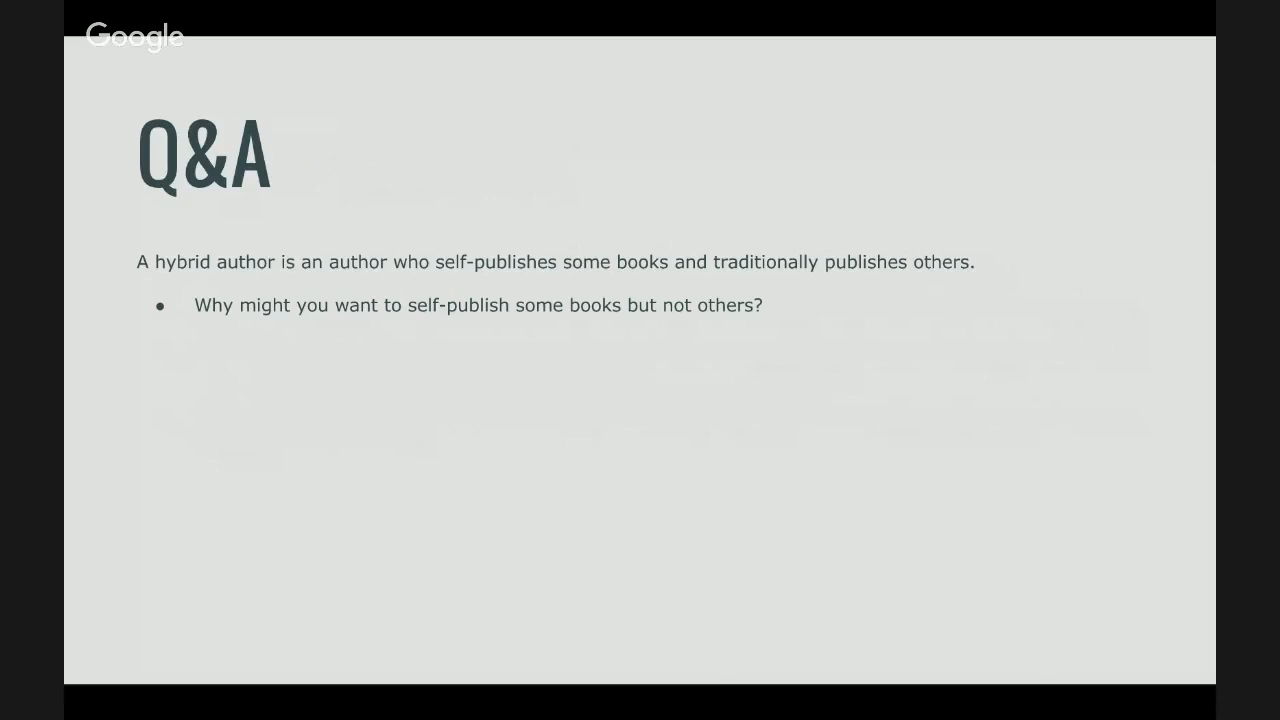 Google
Q&A
A hybrid author is an author who self-publishes some books and traditionally publishes others.
● Why might you want to self-publish some books but not others?